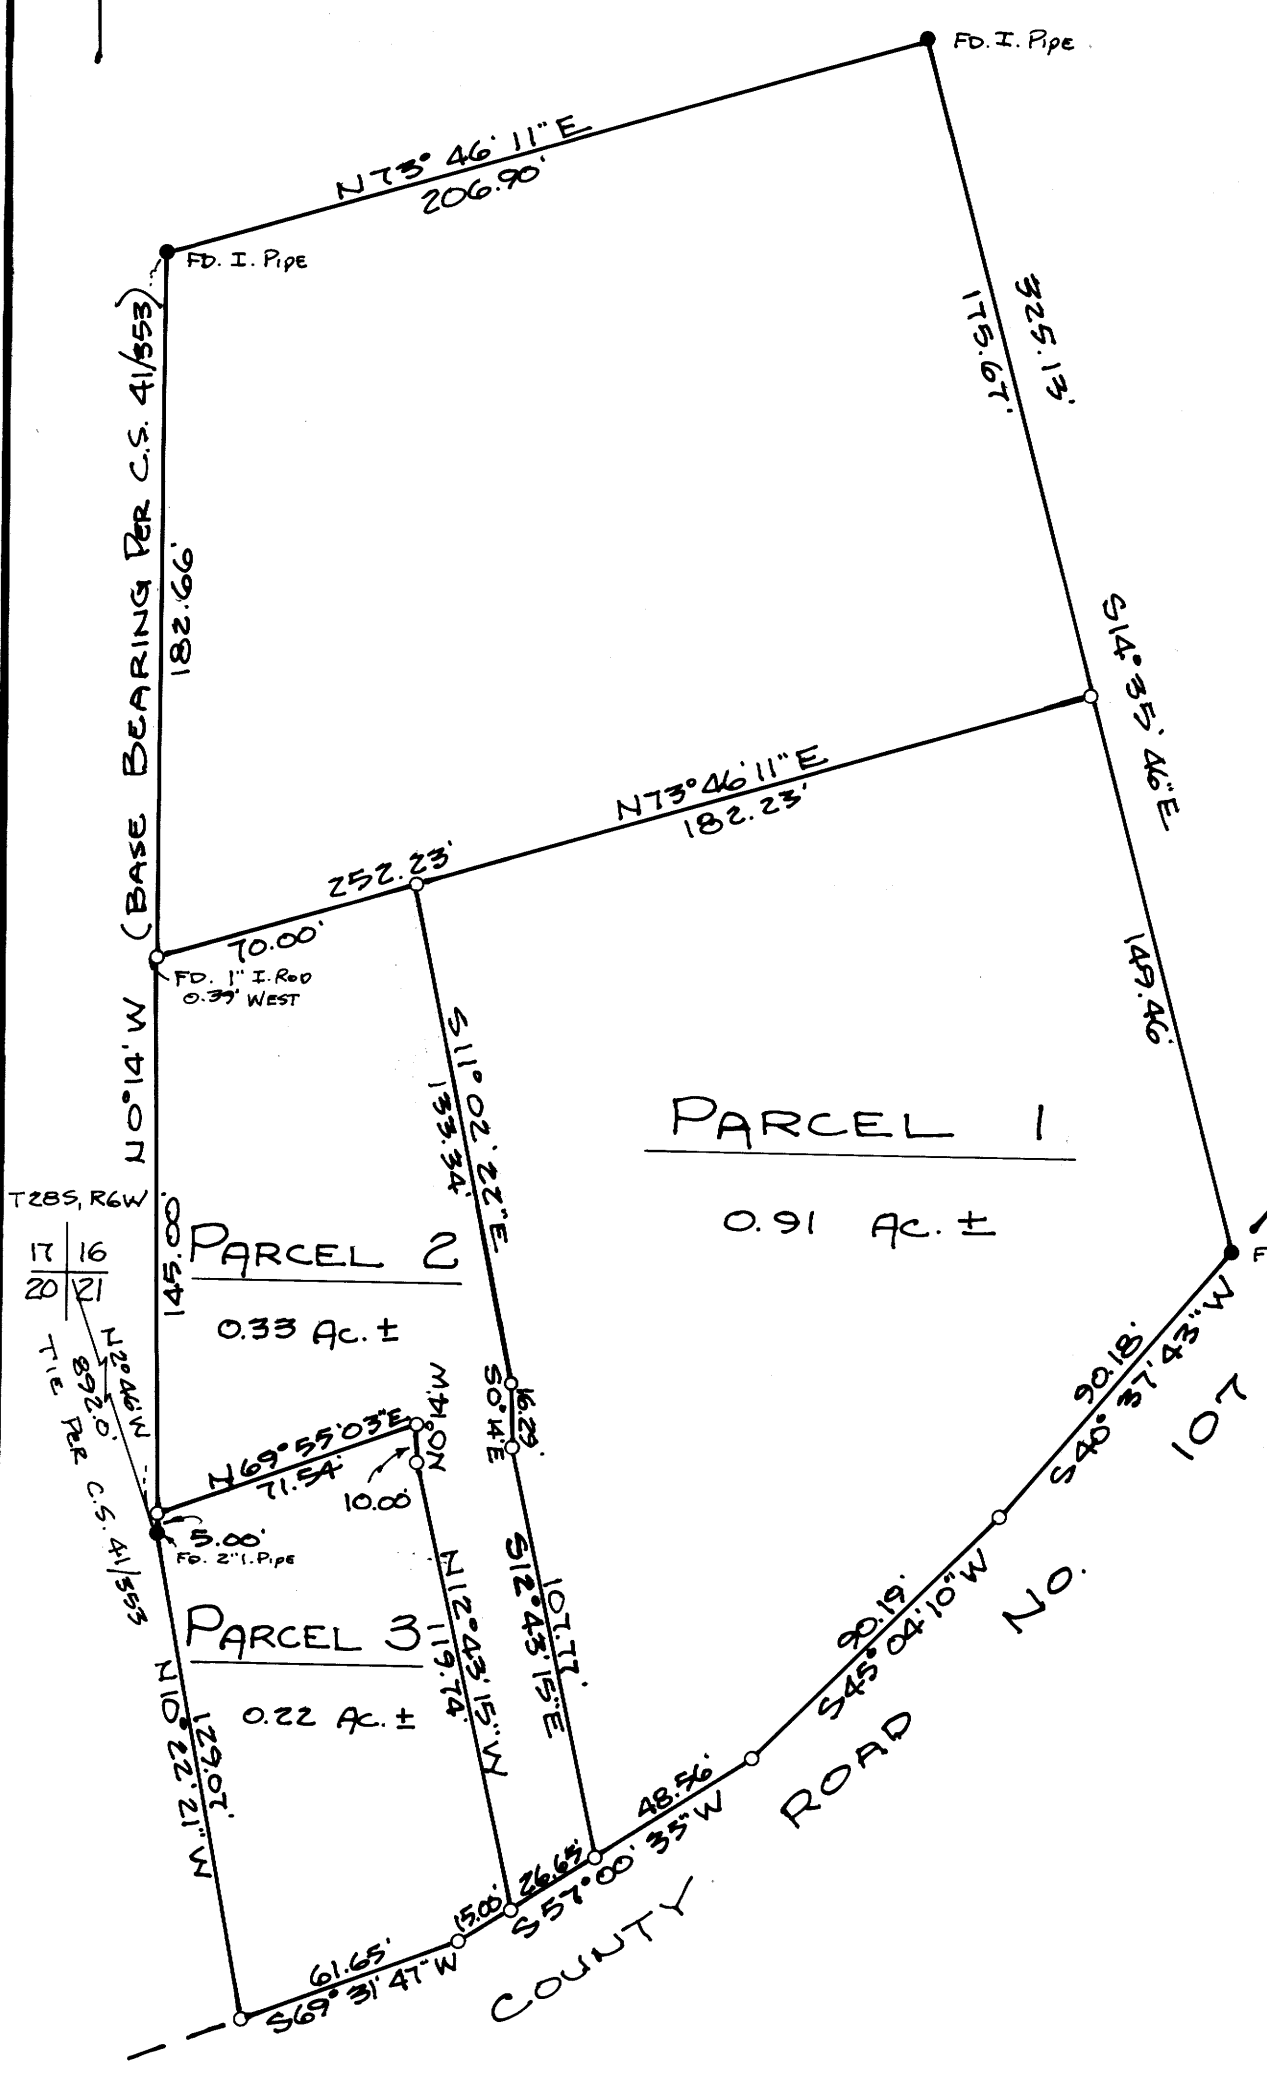 FD. I. PIPE
N73° 46' 11" E
206.90'
FD. I. PIPE
(BASE BEARING PER C.S. 41/353)
182.66'
325.13'
175.67'
S14° 35' 46" E
N73° 46' 11" E
182.23'
252.23'
70.00'
FD. 1" I. ROD
0.39' WEST
N0° 14' W
149.46'
S11° 02' 22" E
133.34'
PARCEL 1
0.91 AC. ±
T28S, R6W
17 16
20 21
145.00'
PARCEL 2
0.33 AC. ±
N2° 46' W
892.0'
TIE PER C.S. 41/353
N69° 55' 03" E
71.54'
N0° 14' W
10.00'
S0° 14' E
16.29'
5.00'
FD. 2" I. PIPE
F
90.18'
S40° 37' 43" W
PARCEL 3
0.22 AC. ±
N10° 22' 21" W
129.07'
N12° 43' 15" W
119.74'
S12° 43' 15" E
107.77'
90.19'
S45° 04' 10" W
48.56'
26.65'
S57° 00' 35" W
15.00'
61.65'
S69° 31' 47" W
COUNTY ROAD NO. 107